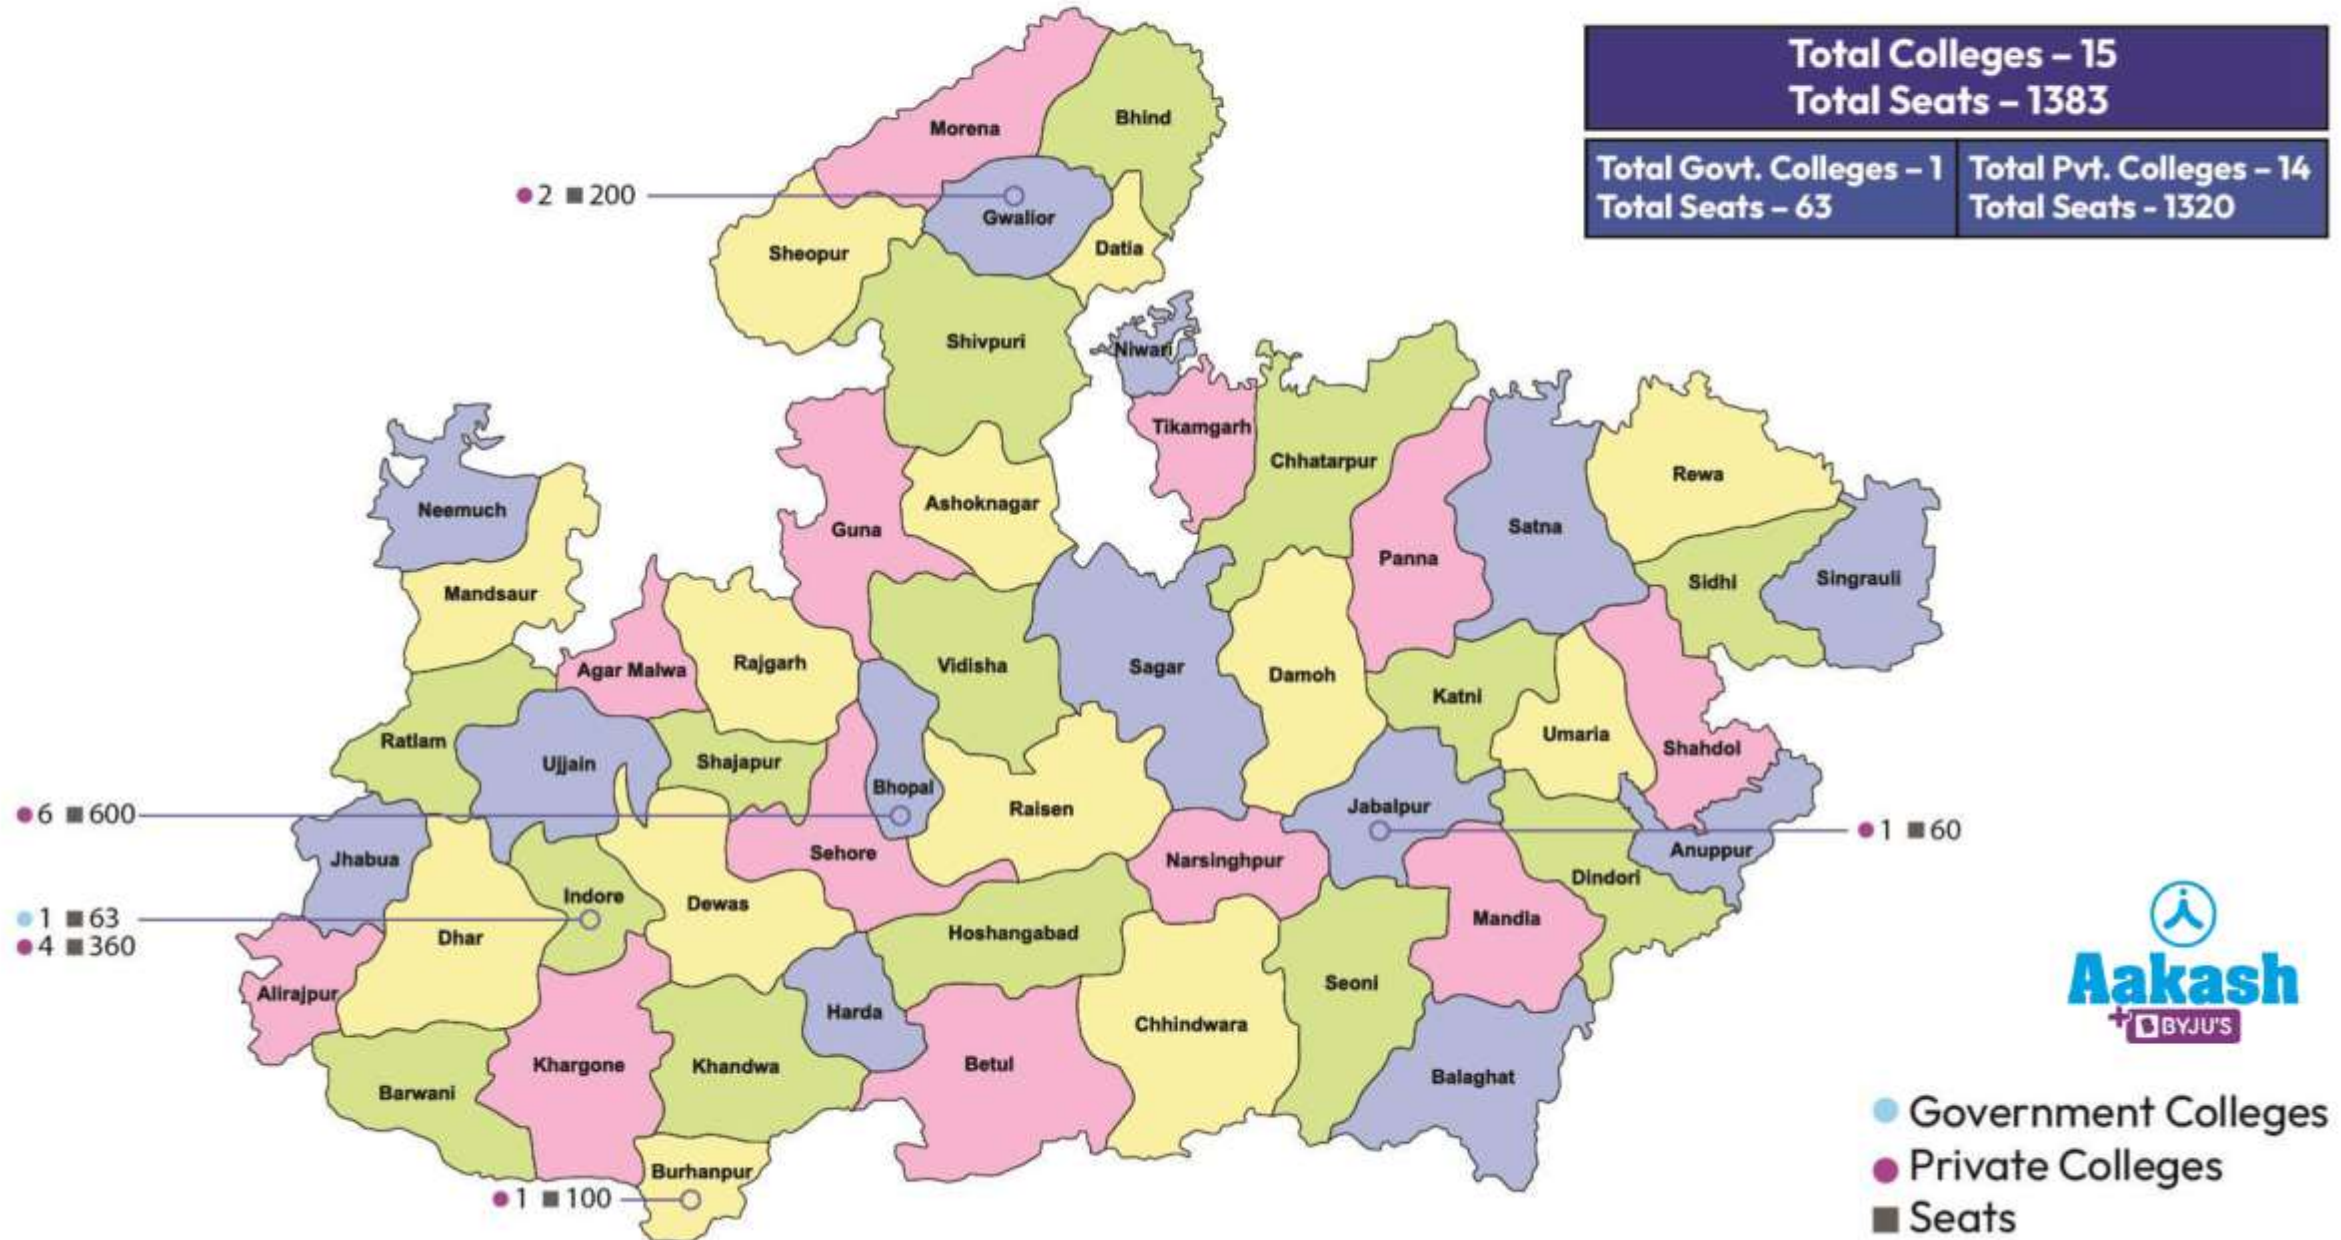 Total Colleges – 15
Total Seats – 1383
Total Govt. Colleges – 1
Total Seats – 63
Total Pvt. Colleges – 14
Total Seats - 1320
Morena
Bhind
2 200
Gwalior
Sheopur
Datia
Shivpuri
Niwari
Tikamgarh
Chhatarpur
Rewa
Neemuch
Ashoknagar
Guna
Satna
Panna
Sidhi
Singrauli
Mandsaur
Agar Malwa
Rajgarh
Vidisha
Sagar
Damoh
Katni
Umaria
Shahdol
Ratlam
Ujjain
Shajapur
Bhopal
Raisen
Jabalpur
6 600
1 60
Jhabua
Sehore
Narsinghpur
Anuppur
Dindori
Indore
Dewas
1 63
4 360
Dhar
Hoshangabad
Mandla
Alirajpur
Harda
Seoni
Chhindwara
Khargone
Khandwa
Betul
Balaghat
Barwani
Burhanpur
1 100
Aakash
+ B BYJU'S
Government Colleges
Private Colleges
Seats